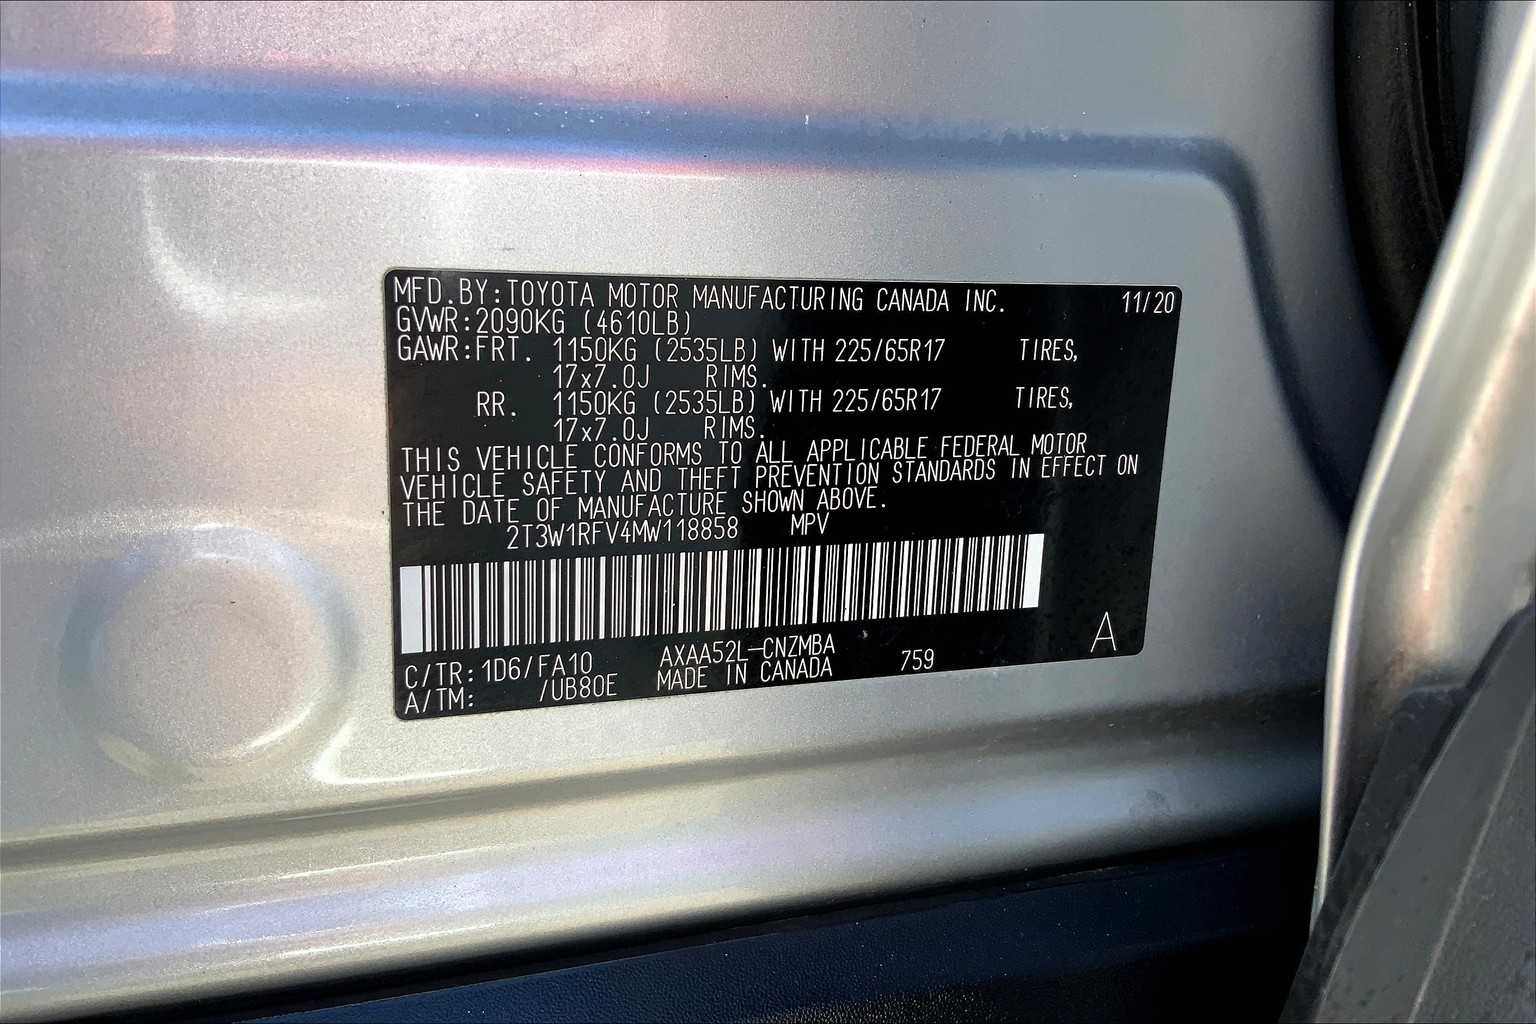 MFD.BY:TOYOTA MOTOR MANUFACTURING CANADA INC. 11/20
GVWR:2090KG (4610LB)
GAWR:FRT. 1150KG (2535LB) WITH 225/65R17 TIRES,
17x7.0J RIMS.
RR. 1150KG (2535LB) WITH 225/65R17 TIRES,
17x7.0J RIMS.
THIS VEHICLE CONFORMS TO ALL APPLICABLE FEDERAL MOTOR
VEHICLE SAFETY AND THEFT PREVENTION STANDARDS IN EFFECT ON
THE DATE OF MANUFACTURE SHOWN ABOVE.
2T3W1RFV4MW118858 MPV
C/TR:1D6/FA10 AXAA52L-CNZMBA 759 A
A/TM: /UB80E MADE IN CANADA